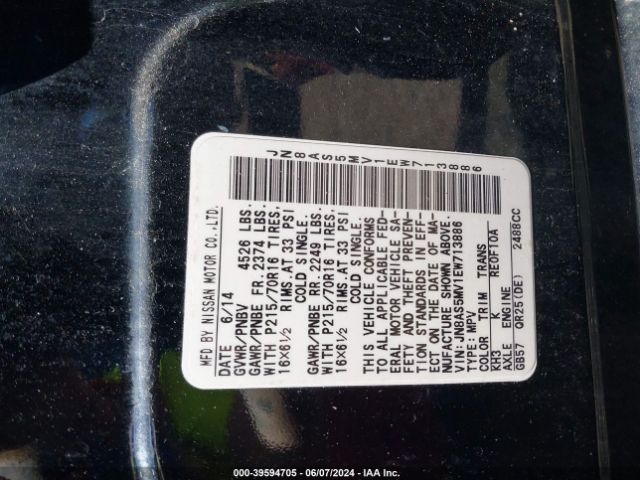 MFD BY NISSAN MOTOR CO.,LTD.
DATE 6/14
GVWR/PNBV 4526 LBS.
GAWR/PNBE FR. 2374 LBS.
WITH P215/70R16 TIRES.
16X6½ RIMS. AT 33 PSI
COLD SINGLE.
GAWR/PNBE RR. 2249 LBS.
WITH P215/70R16 TIRES.
16X6½ RIMS. AT 33 PSI
COLD SINGLE.
THIS VEHICLE CONFORMS
TO ALL APPLICABLE FED-
ERAL MOTOR VEHICLE SA-
FETY AND THEFT PREVEN-
TION STANDARDS IN EFF-
ECT ON THE DATE OF MA-
NUFACTURE SHOWN ABOVE.
VIN:JN8AS5MV1EW713886
TYPE:MPV
COLOR TRIM TRANS
KH3 K RE0F10A
AXLE ENGINE
GB57 QR25(DE) 2488CC
JN8AS5MV1EW713886
000-39594705 - 06/07/2024 - IAA Inc.